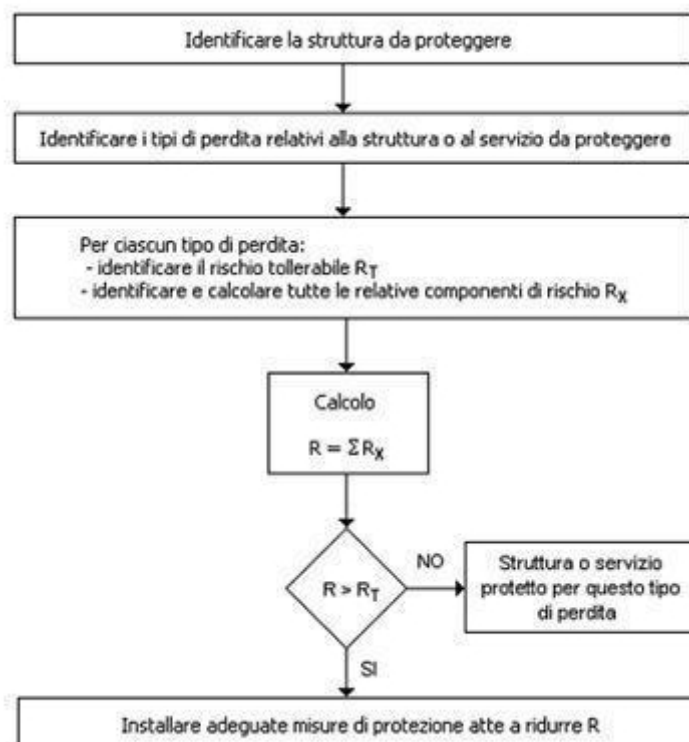 Identificare la struttura da proteggere
Identificare i tipi di perdita relativi alla struttura o al servizio da proteggere
Per ciascun tipo di perdita:
- identificare il rischio tollerabile RT
- identificare e calcolare tutte le relative componenti di rischio RX
Calcolo
R = ΣRX
R > RT
NO
Struttura o servizio
protetto per questo tipo
di perdita
SI
Installare adeguate misure di protezione atte a ridurre R